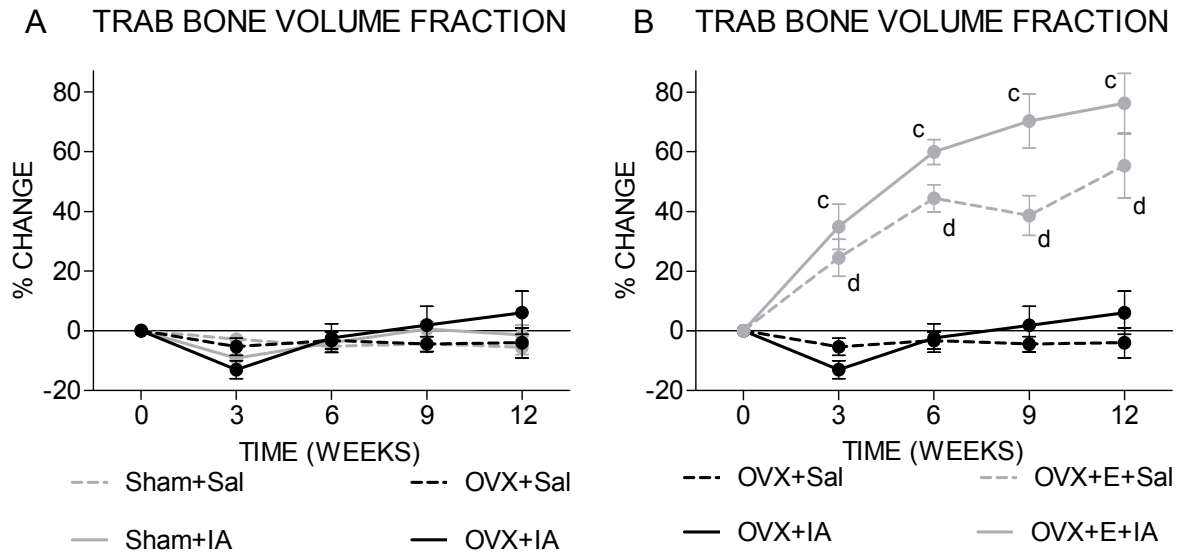 A TRAB BONE VOLUME FRACTION
% CHANGE
80
60
40
20
0
-20
0 3 6 9 12
TIME (WEEKS)
Sham+Sal OVX+Sal
Sham+IA OVX+IA
B TRAB BONE VOLUME FRACTION
% CHANGE
80
60
40
20
0
-20
c c c c
d d d d
0 3 6 9 12
TIME (WEEKS)
OVX+Sal OVX+E+Sal
OVX+IA OVX+E+IA